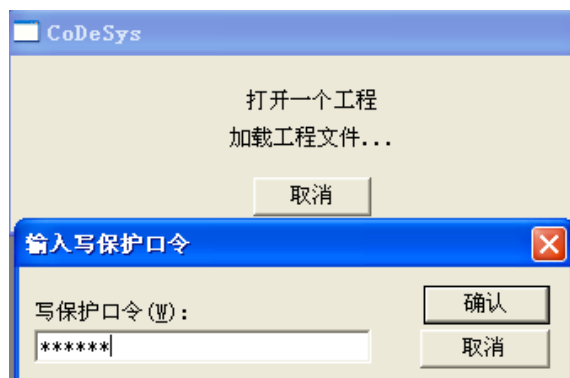 CoDeSys
打开一个工程
加载工程文件...
取消
输入写保护口令
写保护口令(W):
确认
******
取消